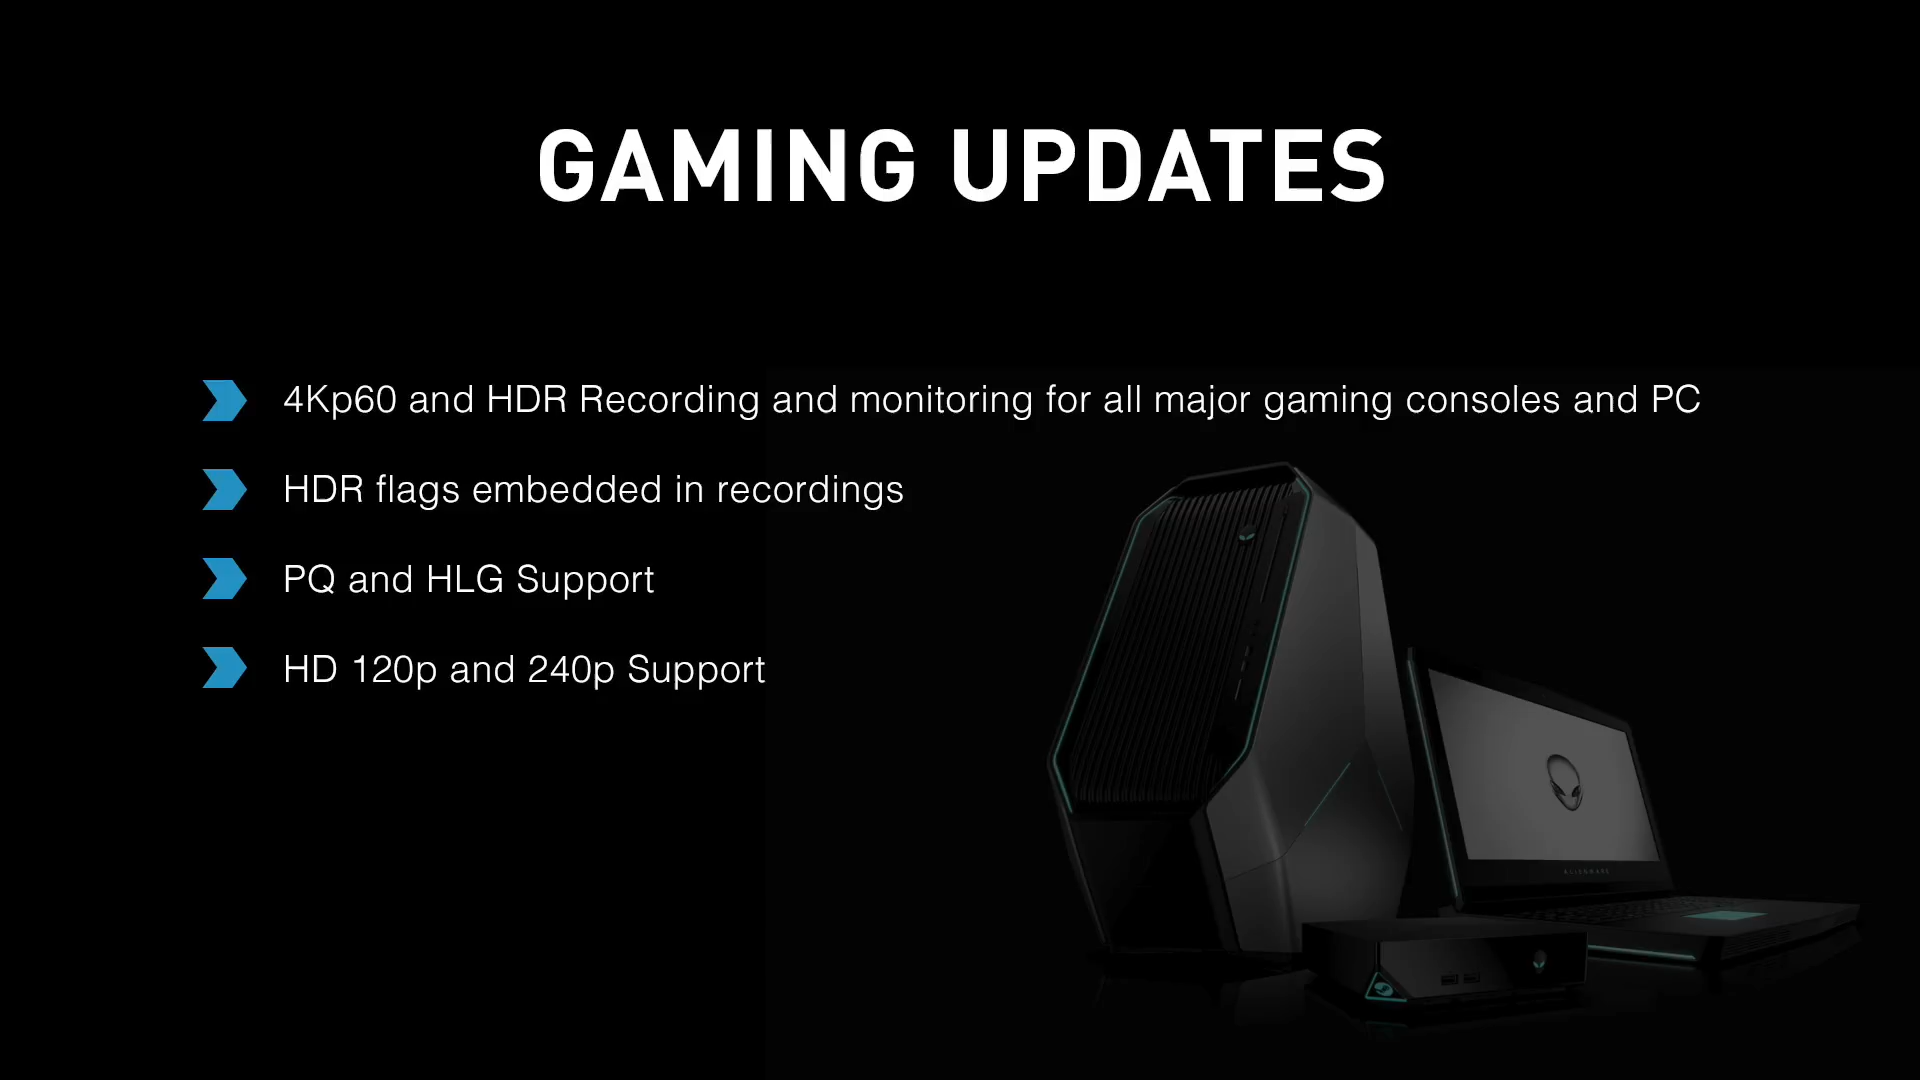 GAMING UPDATES
4Kp60 and HDR Recording and monitoring for all major gaming consoles and PC
HDR flags embedded in recordings
PQ and HLG Support
HD 120p and 240p Support
ALIENWARE